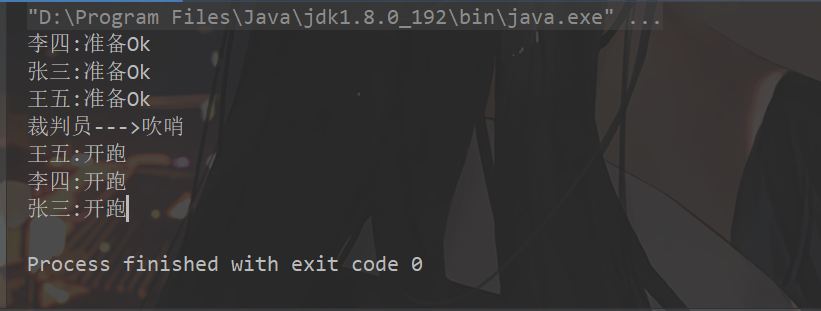 "D:\Program Files\Java\jdk1.8.0_192\bin\java.exe" ...
李四:准备Ok
张三:准备Ok
王五:准备Ok
裁判员--->吹哨
王五:开跑
李四:开跑
张三:开跑
Process finished with exit code 0